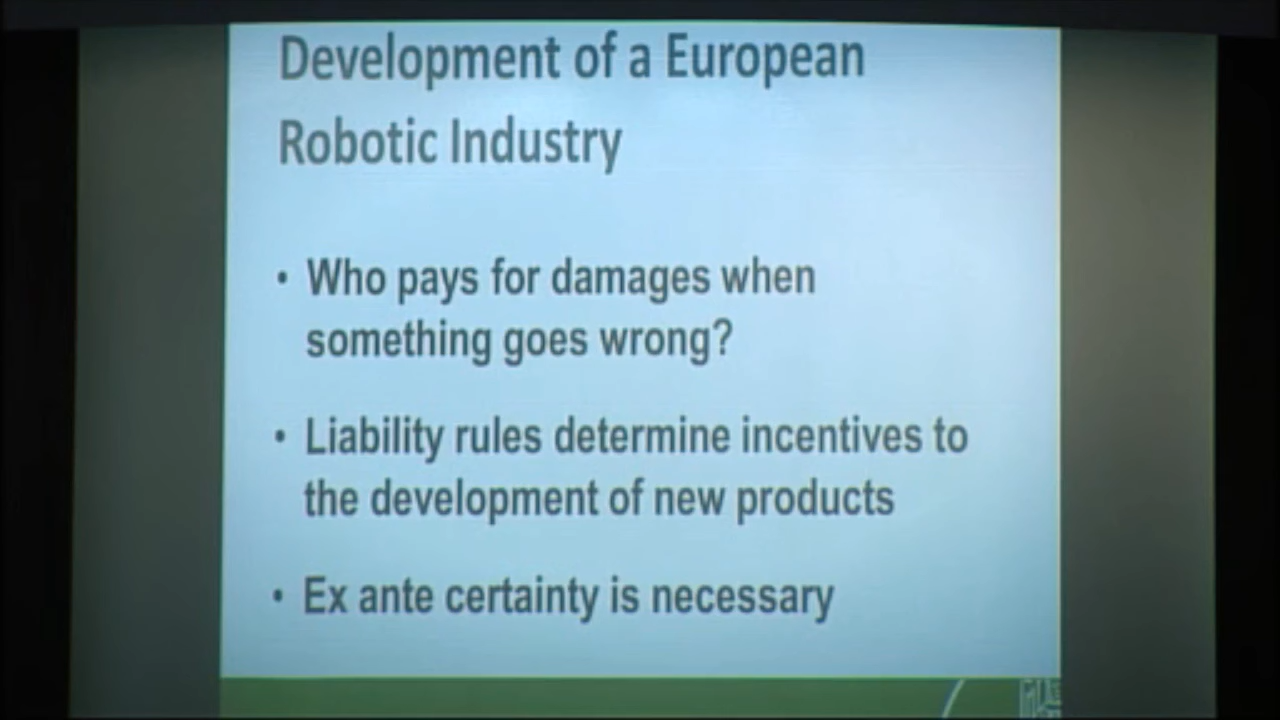 Development of a European
Robotic Industry
• Who pays for damages when
something goes wrong?
• Liability rules determine incentives to
the development of new products
• Ex ante certainty is necessary